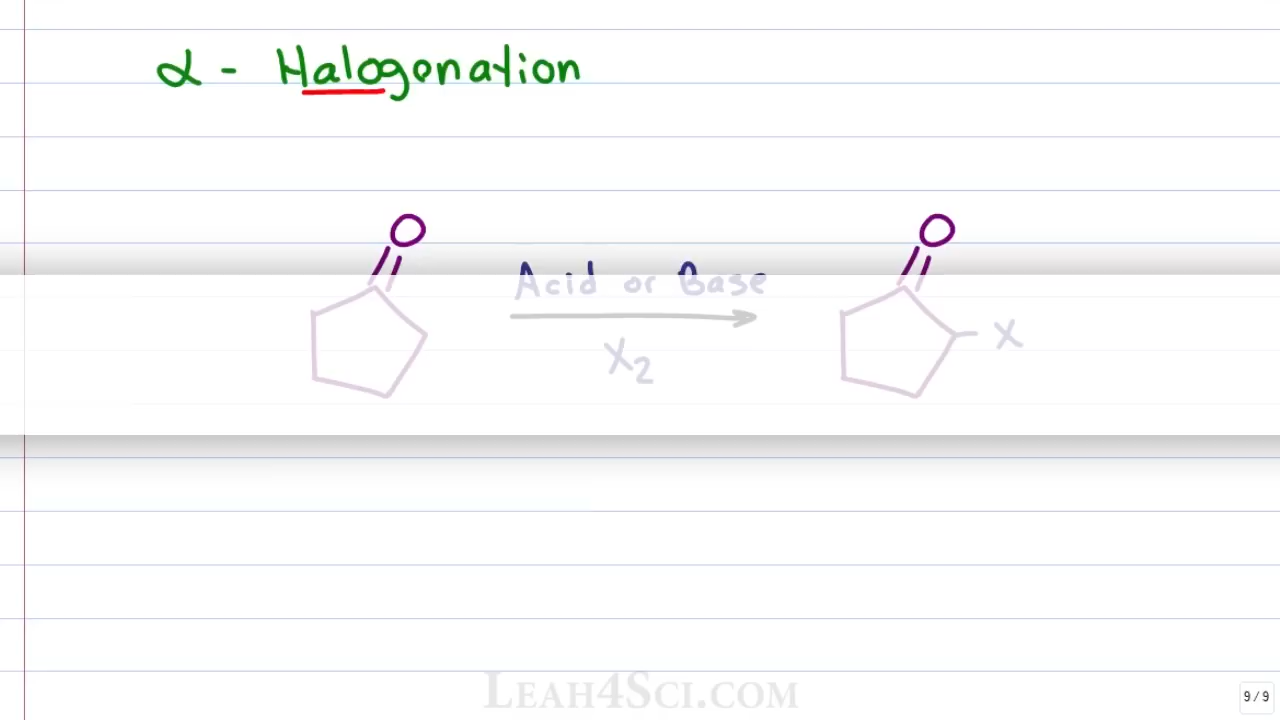 α - Halogenation
O O
Acid or Base
X
X2
LEAH4SCI.COM
9 / 9